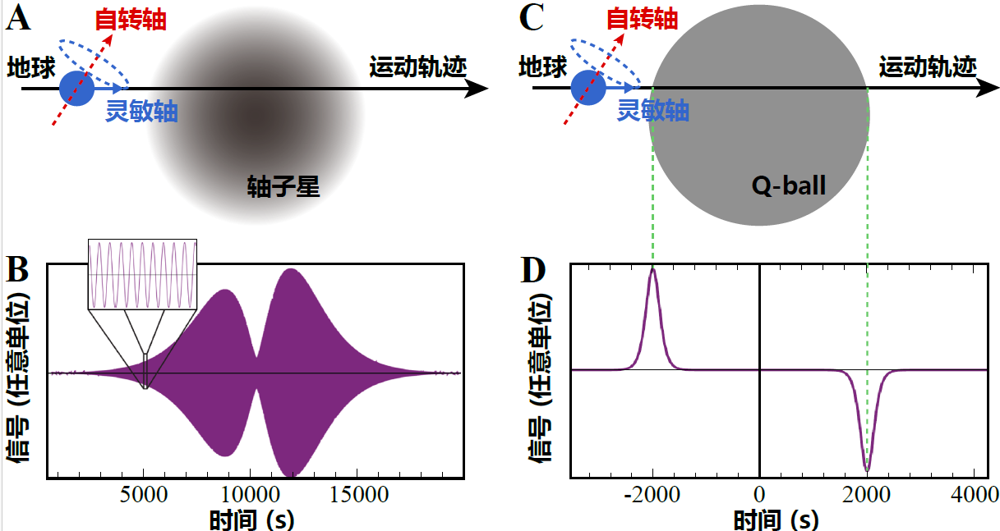 A
自转轴
地球
运动轨迹
灵敏轴
轴子星
B
信号 (任意单位)
5000
10000
15000
时间 (s)
C
自转轴
地球
运动轨迹
灵敏轴
Q-ball
D
信号 (任意单位)
-2000
0
2000
4000
时间 (s)